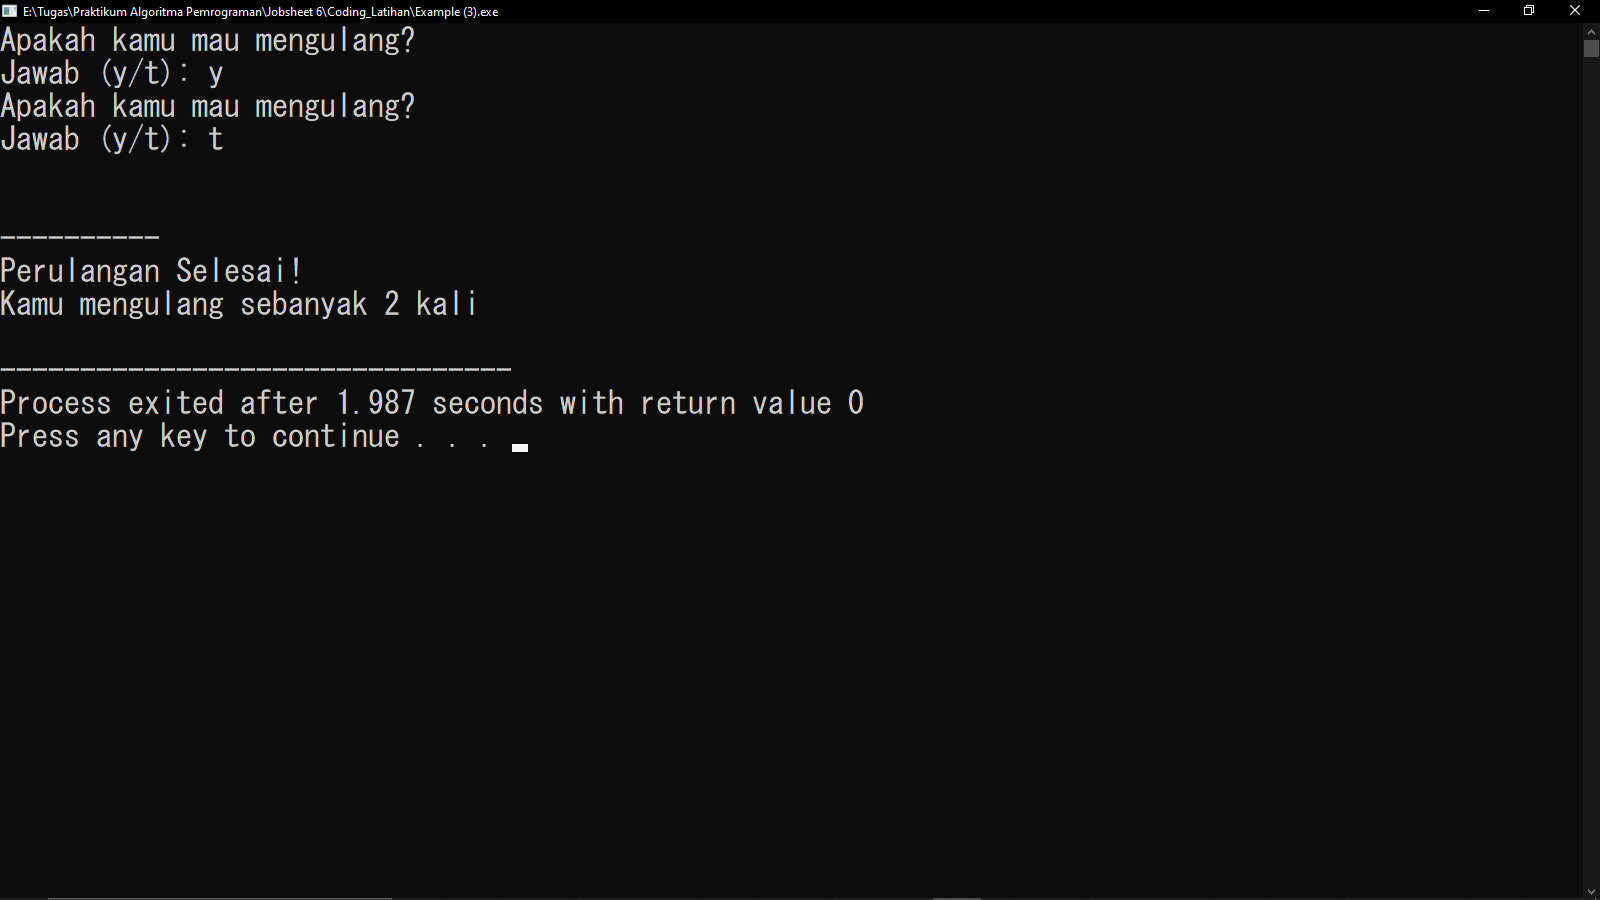 E:\Tugas\Praktikum Algoritma Pemrograman\Jobsheet 6\Coding_Latihan\Example (3).exe
Apakah kamu mau mengulang?
Jawab (y/t): y
Apakah kamu mau mengulang?
Jawab (y/t): t
----------
Perulangan Selesai!
Kamu mengulang sebanyak 2 kali
--------------------------------
Process exited after 1.987 seconds with return value 0
Press any key to continue . . .